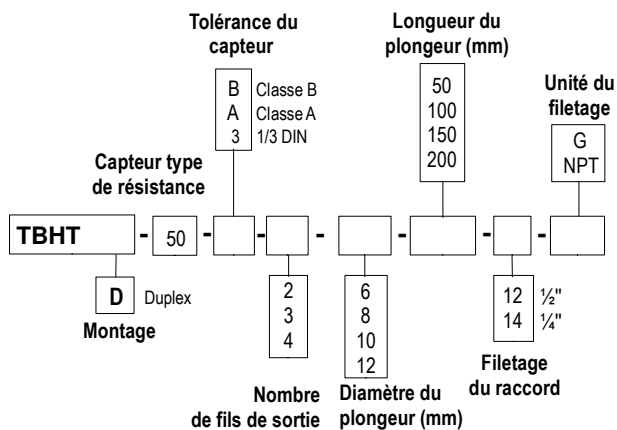 Tolérance du
capteur
B Classe B
A Classe A
3 1/3 DIN
Longueur du
plongeur (mm)
50
100
150
200
Unité du
filetage
G
NPT
Capteur type
de résistance
TBHT - 50 - - - - - -
D Duplex
Montage
2
3
4
Nombre
de fils de sortie
6
8
10
12
Diamètre du
plongeur (mm)
12 ½"
14 ¼"
Filetage
du raccord